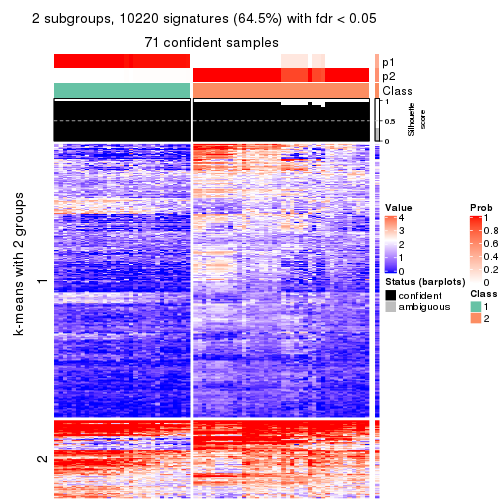 2 subgroups, 10220 signatures (64.5%) with fdr < 0.05
71 confident samples
p1
p2
Class
1
0.5
0
Silhouette
score
k-means with 2 groups
1
2
Value
4
3
2
1
0
Status (barplots)
confident
ambiguous
Prob
1
0.8
0.6
0.4
0.2
0
Class
1
2